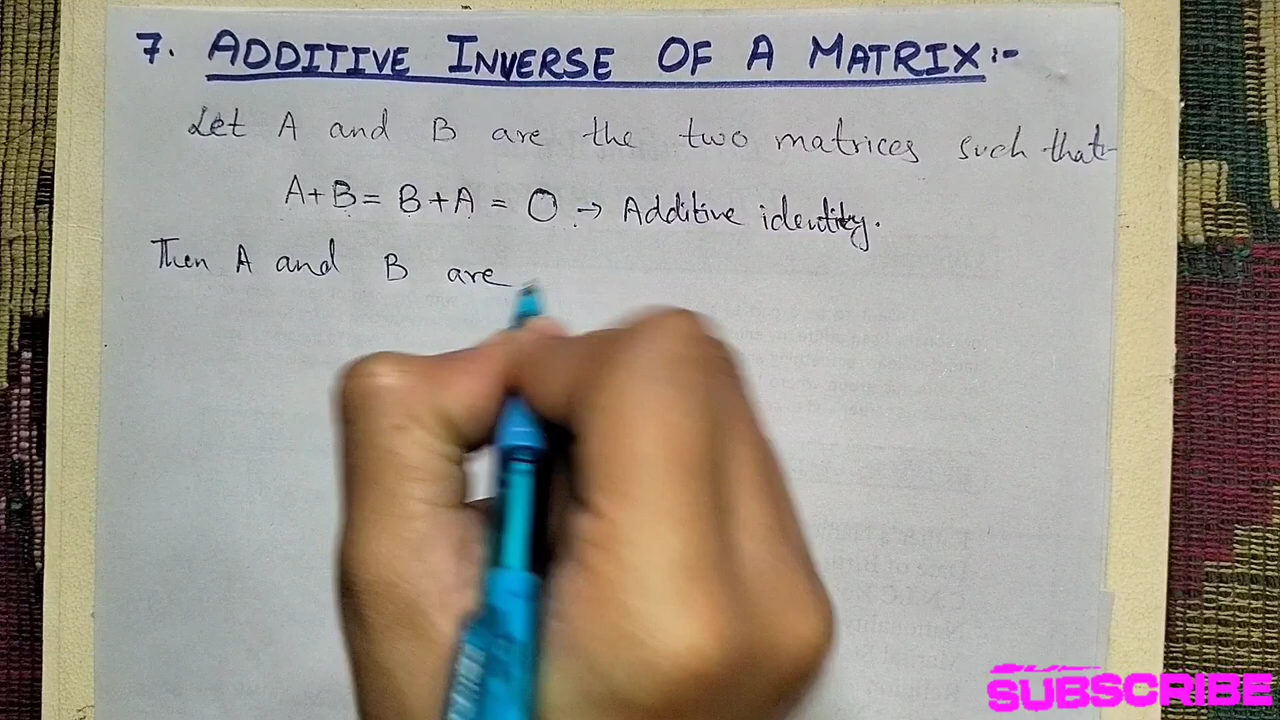 7. ADDITIVE INVERSE OF A MATRIX:-
Let A and B are the two matrices such that
A+B = B+A = O → Additive identity.
Then A and B are
SUBSCRIBE